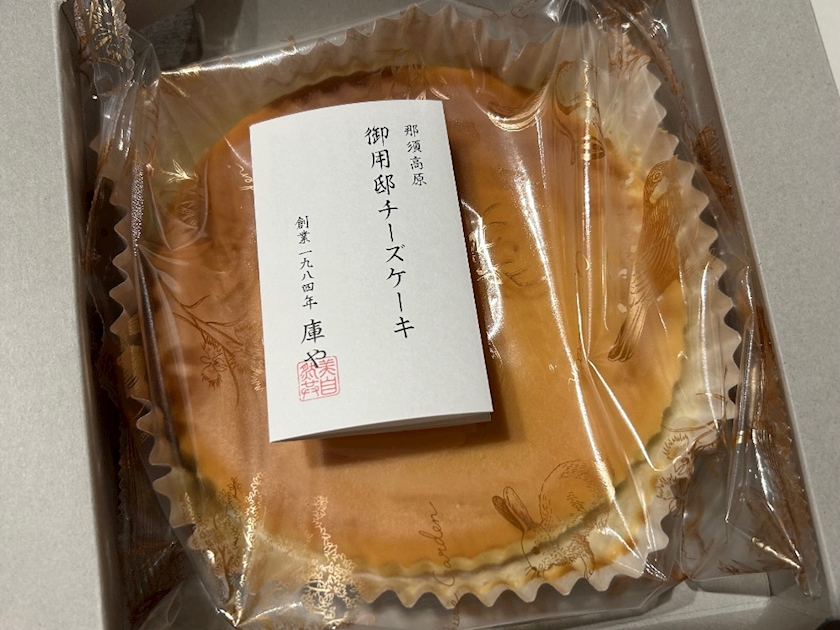 那須高原
御用邸チーズケーキ
創業一九八四年 庫や
Garden